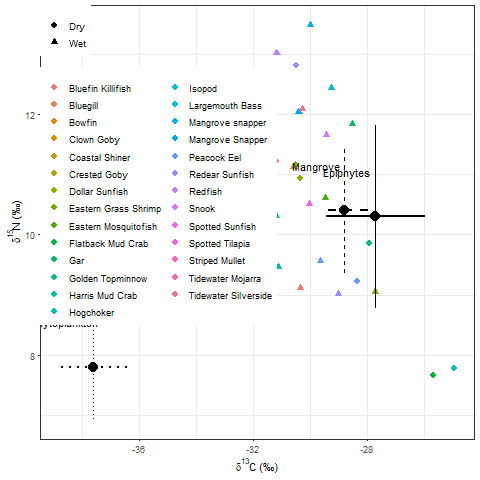 Dry
Wet
Bluefin Killifish
Bluegill
Bowfin
Clown Goby
Coastal Shiner
Crested Goby
Dollar Sunfish
Eastern Grass Shrimp
Eastern Mosquitofish
Flatback Mud Crab
Gar
Golden Topminnow
Harris Mud Crab
Hogchoker
Isopod
Largemouth Bass
Mangrove snapper
Mangrove Snapper
Peacock Eel
Redear Sunfish
Redfish
Snook
Spotted Sunfish
Spotted Tilapia
Striped Mullet
Tidewater Mojarra
Tidewater Silverside
Mangrove
Epiphytes
12
10
8
δ15N (‰)
-36
-32
-28
δ13C (‰)